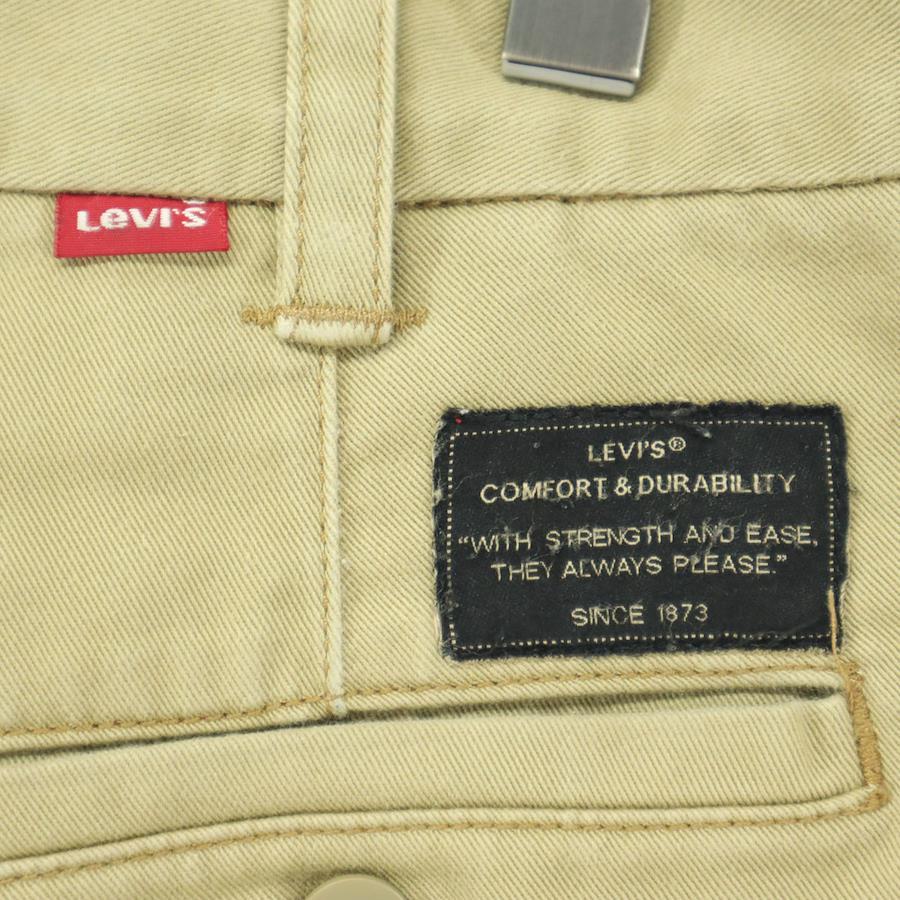 Levi's
LEVI'S®
COMFORT & DURABILITY
“WITH STRENGTH AND EASE,
THEY ALWAYS PLEASE.”
SINCE 1873